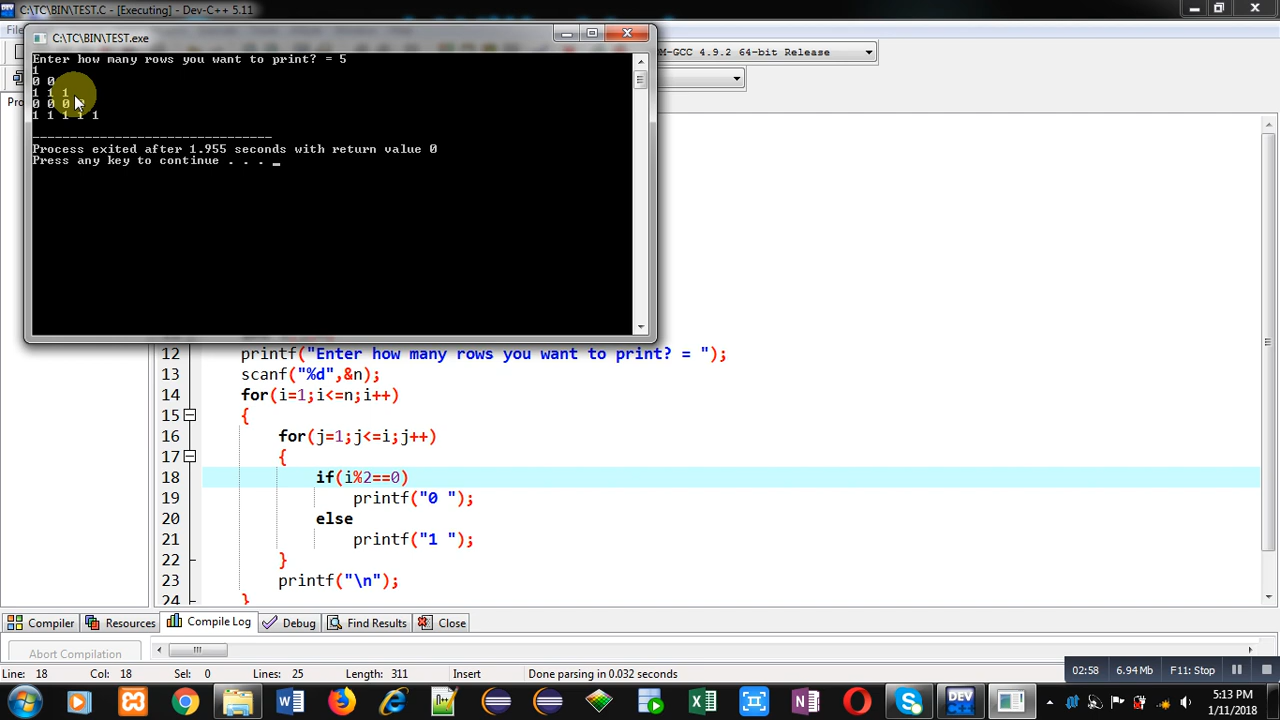 C:\TC\BIN\TEST.C - [Executing] - Dev-C++ 5.11
C:\TC\BIN\TEST.exe
Enter how many rows you want to print? = 5
1
0 0
1 1 1
0 0 0
1 1 1 1 1
--------------------------------
Process exited after 1.955 seconds with return value 0
Press any key to continue . . . _
M-GCC 4.9.2 64-bit Release
12 printf("Enter how many rows you want to print? = ");
13 scanf("%d",&n);
14 for(i=1;i<=n;i++)
15 {
16 for(j=1;j<=i;j++)
17 {
18 if(i%2==0)
19 printf("0 ");
20 else
21 printf("1 ");
22 }
23 printf("\n");
24 }
Compiler Resources Compile Log Debug Find Results Close
Abort Compilation
Line: 18 Col: 18 Sel: 0 Lines: 25 Length: 311 Insert Done parsing in 0.032 seconds
02:58 6.94 Mb F11: Stop
5:13 PM
1/11/2018